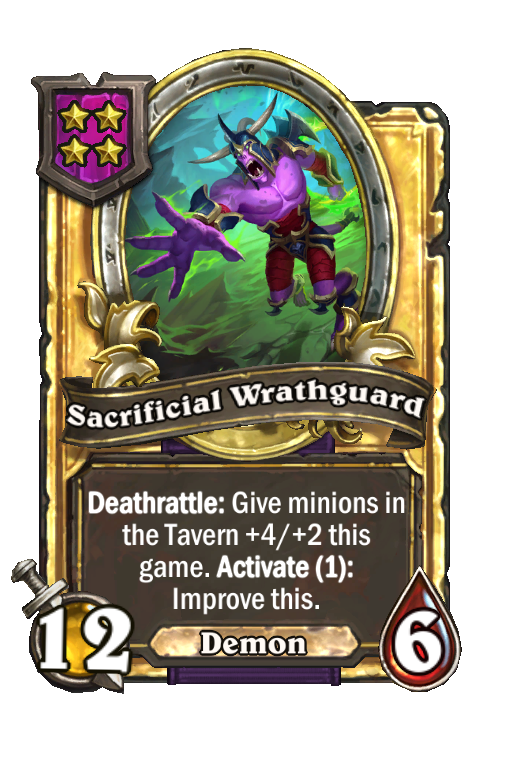 Sacrificial Wrathguard
Deathrattle: Give minions in
the Tavern +4/+2 this
game. Activate (1):
Improve this.
12
Demon
6